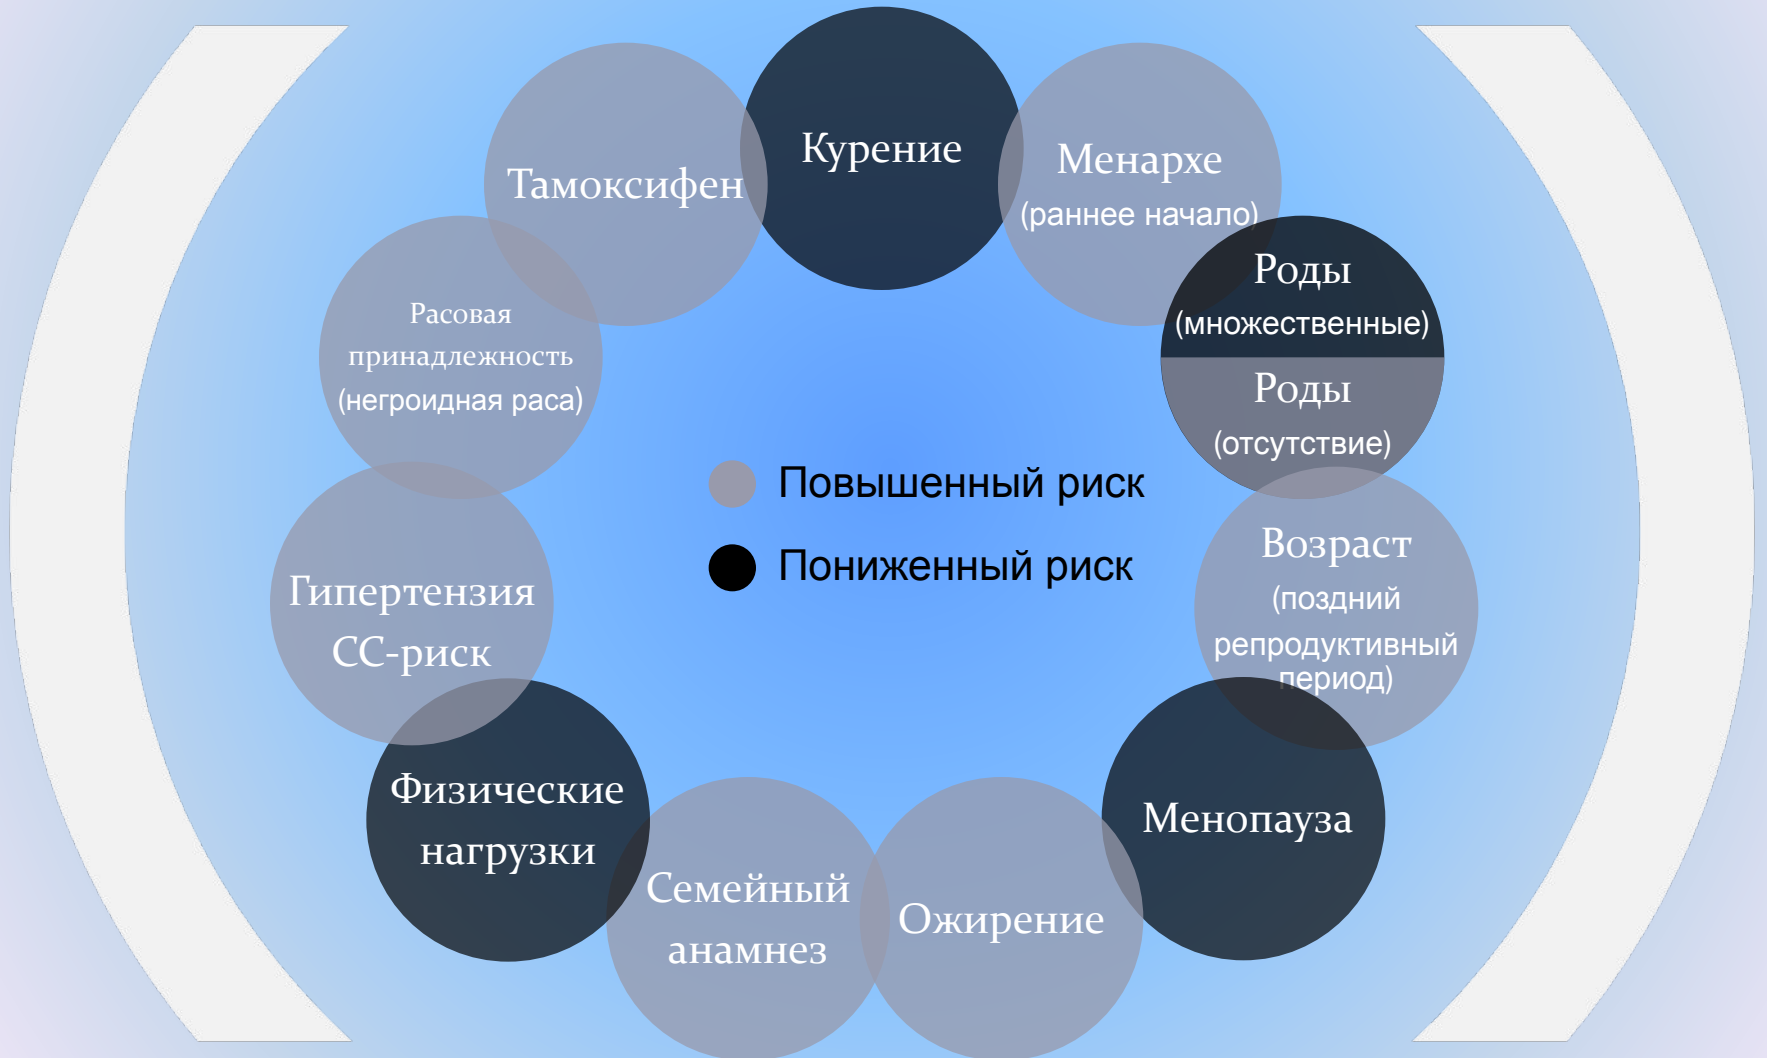 Курение
Менархе
(раннее начало)
Роды
(множественные)
Роды
(отсутствие)
Возраст
(поздний
репродуктивный
период)
Менопауза
Ожирение
Семейный
анамнез
Физические
нагрузки
Гипертензия
СС-риск
Расовая
принадлежность
(негроидная раса)
Тамоксифен
Повышенный риск
Пониженный риск